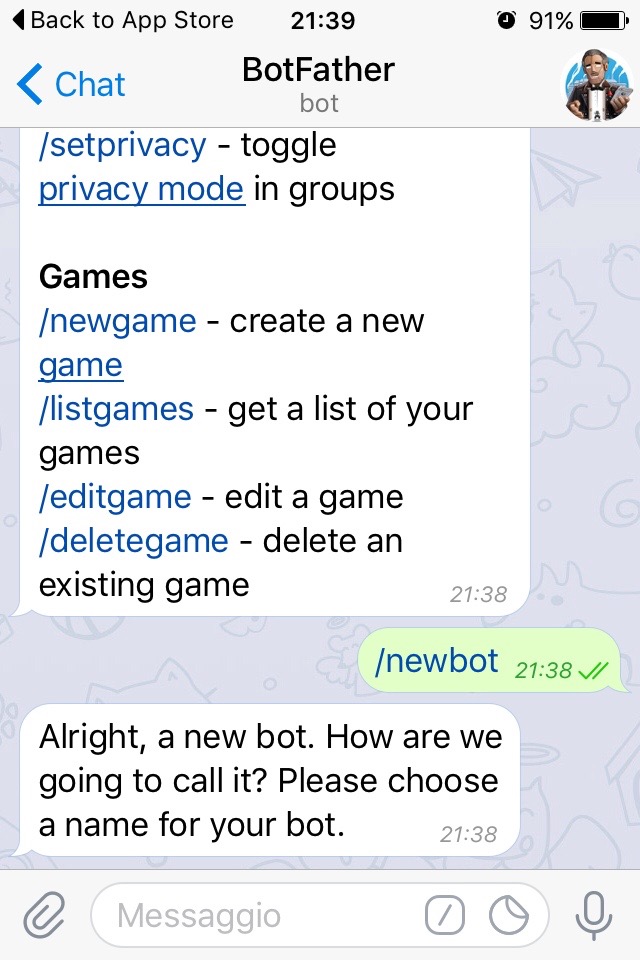 Back to App Store 21:39 91%
Chat BotFather
bot
/setprivacy - toggle
privacy mode in groups
Games
/newgame - create a new
game
/listgames - get a list of your
games
/editgame - edit a game
/deletegame - delete an
existing game 21:38
/newbot 21:38
Alright, a new bot. How are we
going to call it? Please choose
a name for your bot. 21:38
Messaggio